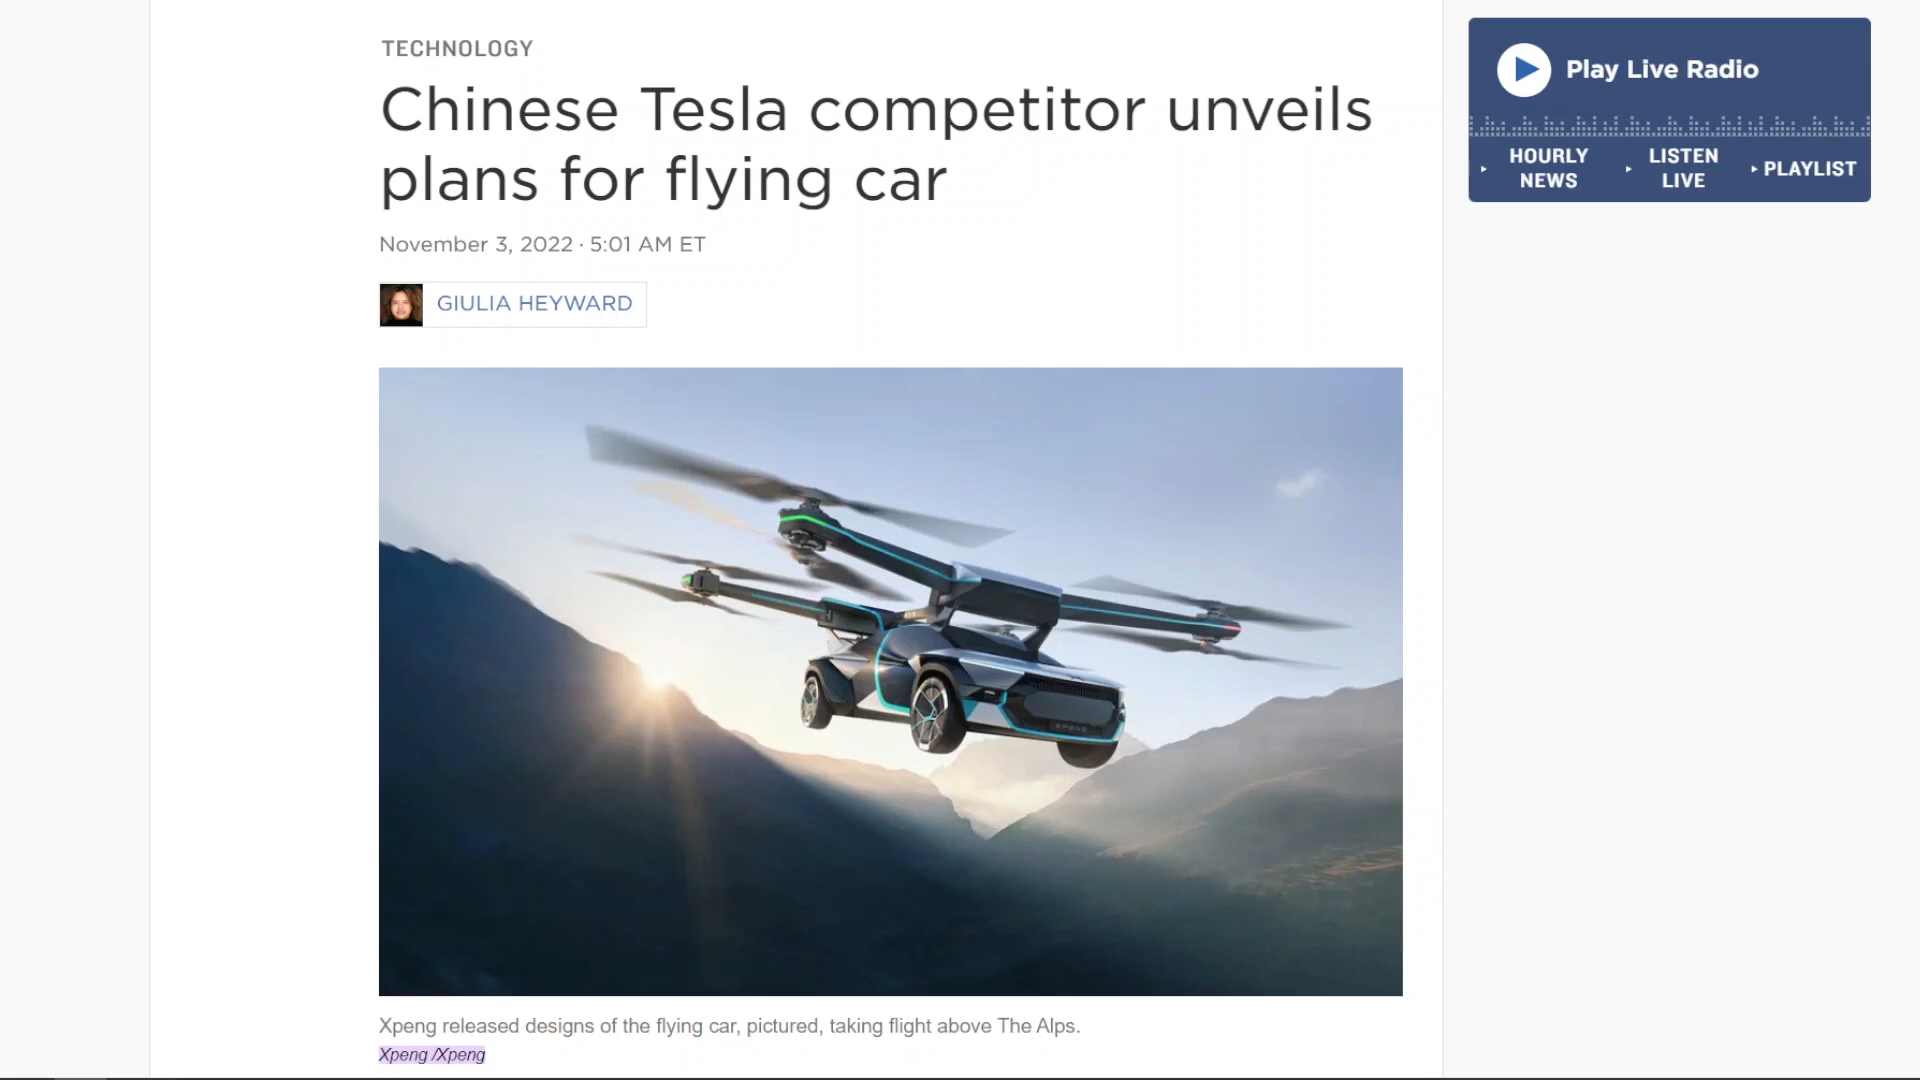 TECHNOLOGY
Chinese Tesla competitor unveils
plans for flying car
November 3, 2022 · 5:01 AM ET
GIULIA HEYWARD
Xpeng released designs of the flying car, pictured, taking flight above The Alps.
Xpeng /Xpeng
Play Live Radio
HOURLY
NEWS
LISTEN
LIVE
PLAYLIST
XPENG